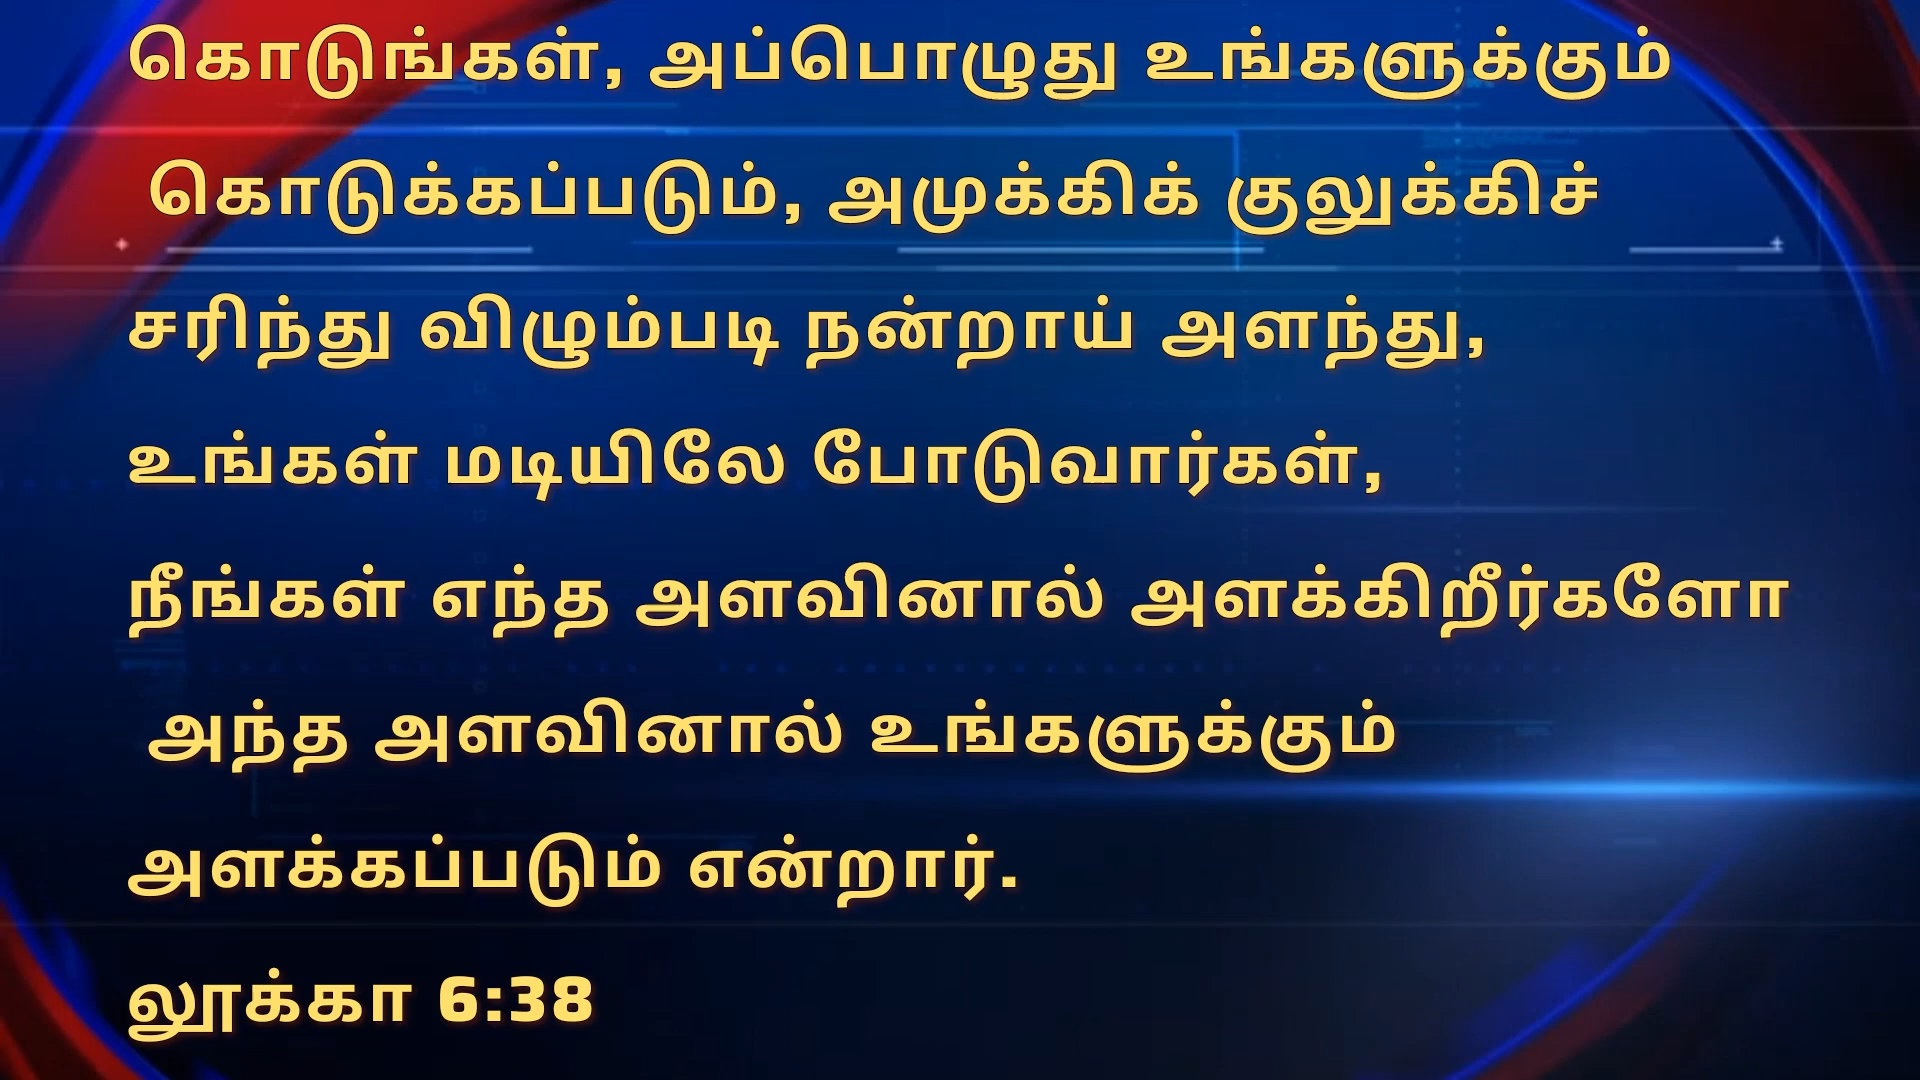 கொடுங்கள், அப்பொழுது உங்களுக்கும்
கொடுக்கப்படும், அமுக்கிக் குலுக்கிச்
சரிந்து விழும்படி நன்றாய் அளந்து,
உங்கள் மடியிலே போடுவார்கள்,
நீங்கள் எந்த அளவினால் அளக்கிறீர்களோ
அந்த அளவினால் உங்களுக்கும்
அளக்கப்படும் என்றார்.
லூக்கா 6:38